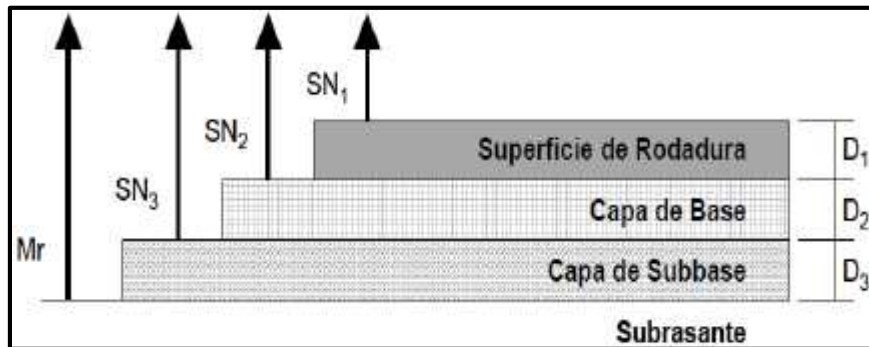 SN₁
Superficie de Rodadura
D₁
SN₂
Capa de Base
D₂
SN₃
Capa de Subbase
D₃
Mr
Subrasante